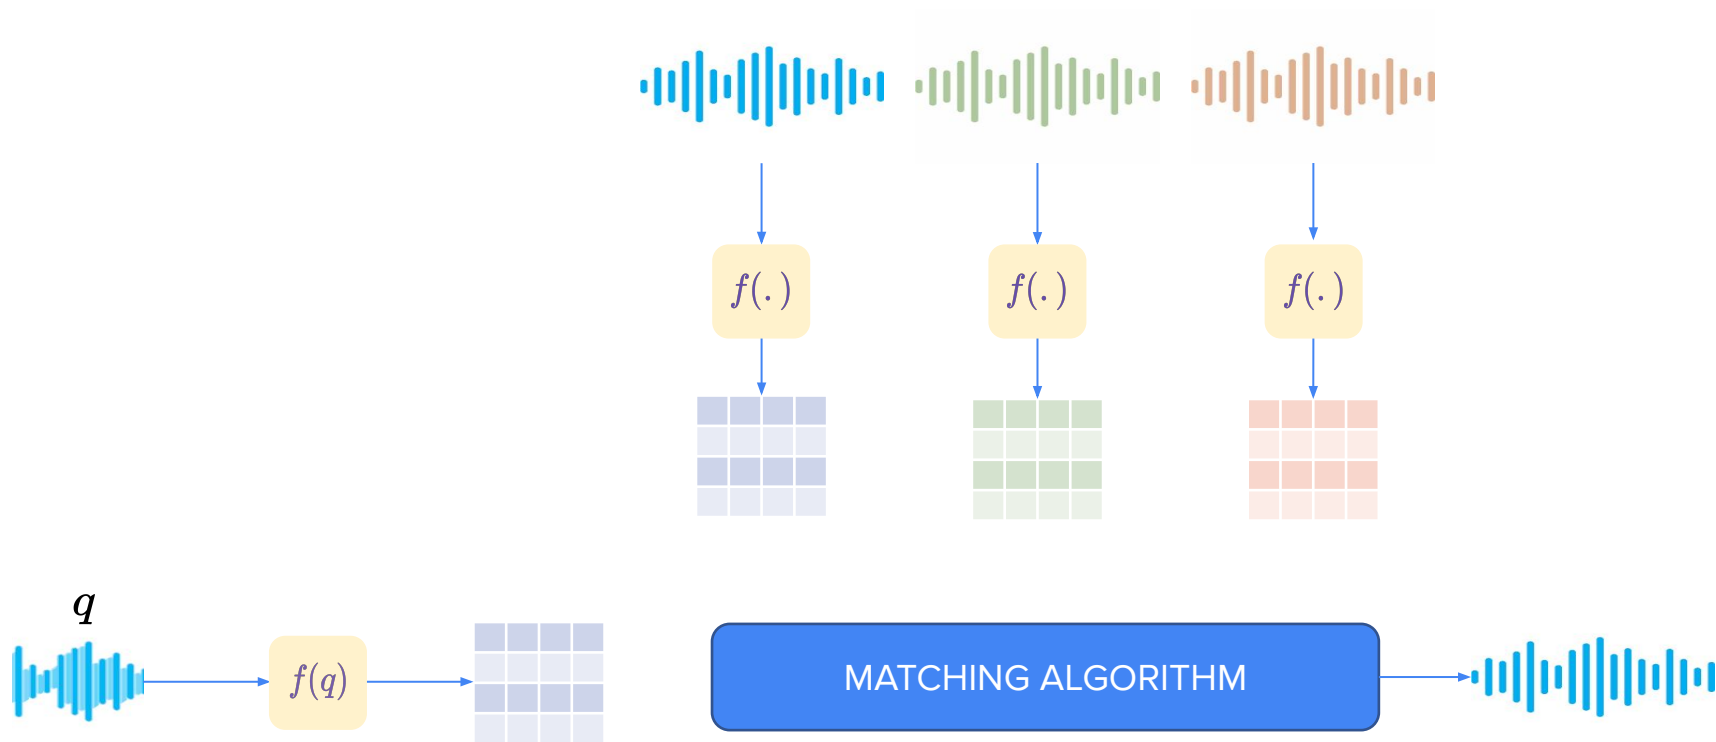 f(.)
f(.)
f(.)
q
f(q)
MATCHING ALGORITHM